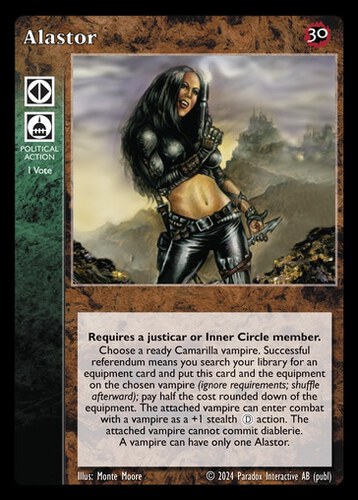 Alastor
30
POLITICAL
ACTION
1 Vote
Requires a justicar or Inner Circle member.
Choose a ready Camarilla vampire. Successful
referendum means you search your library for an
equipment card and put this card and the equipment
on the chosen vampire (ignore requirements; shuffle
afterward); pay half the cost rounded down of the
equipment. The attached vampire can enter combat
with a vampire as a +1 stealth Ⓓ action. The
attached vampire cannot commit diablerie.
A vampire can have only one Alastor.
Illus: Monte Moore © 2024 Paradox Interactive AB (publ)